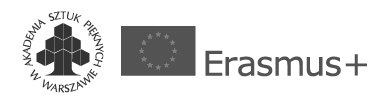 AKADEMIA SZTUK PIĘKNYCH
W WARSZAWIE
Erasmus+